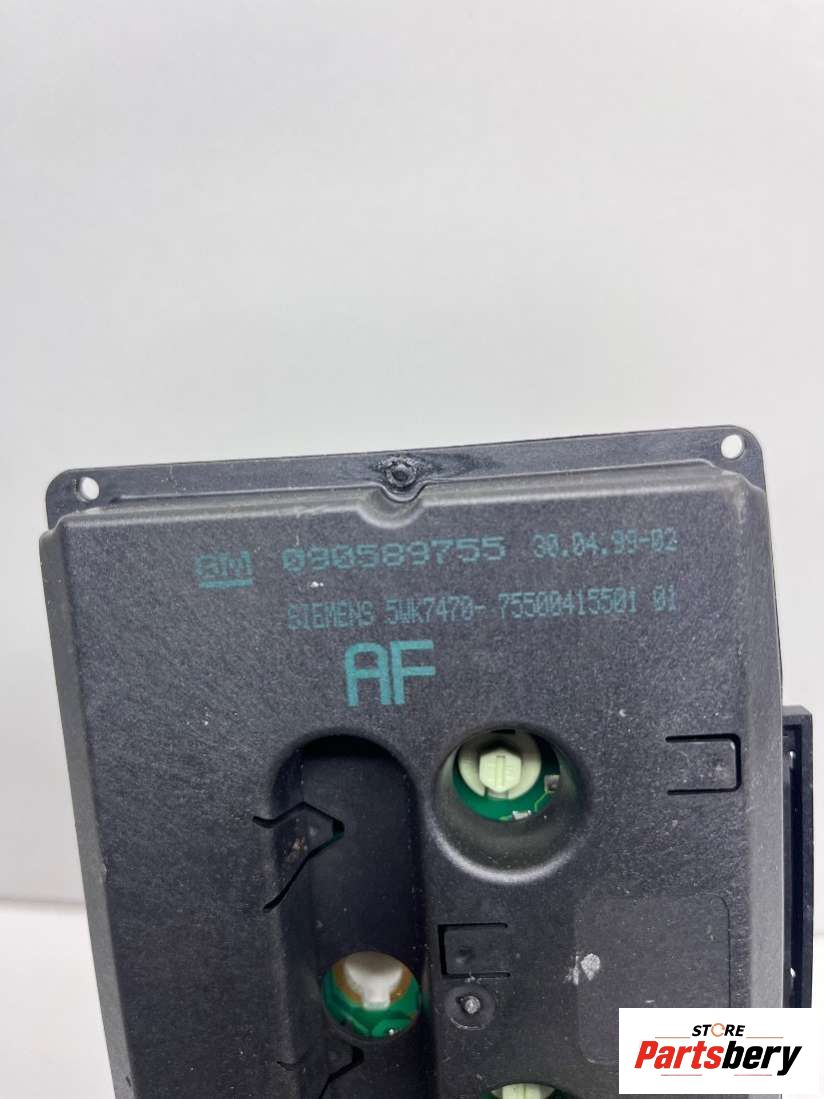 GM 090589755 30.04.99-02
SIEMENS 5WK7470- 75500415501 01
AF
STORE
Partsbery